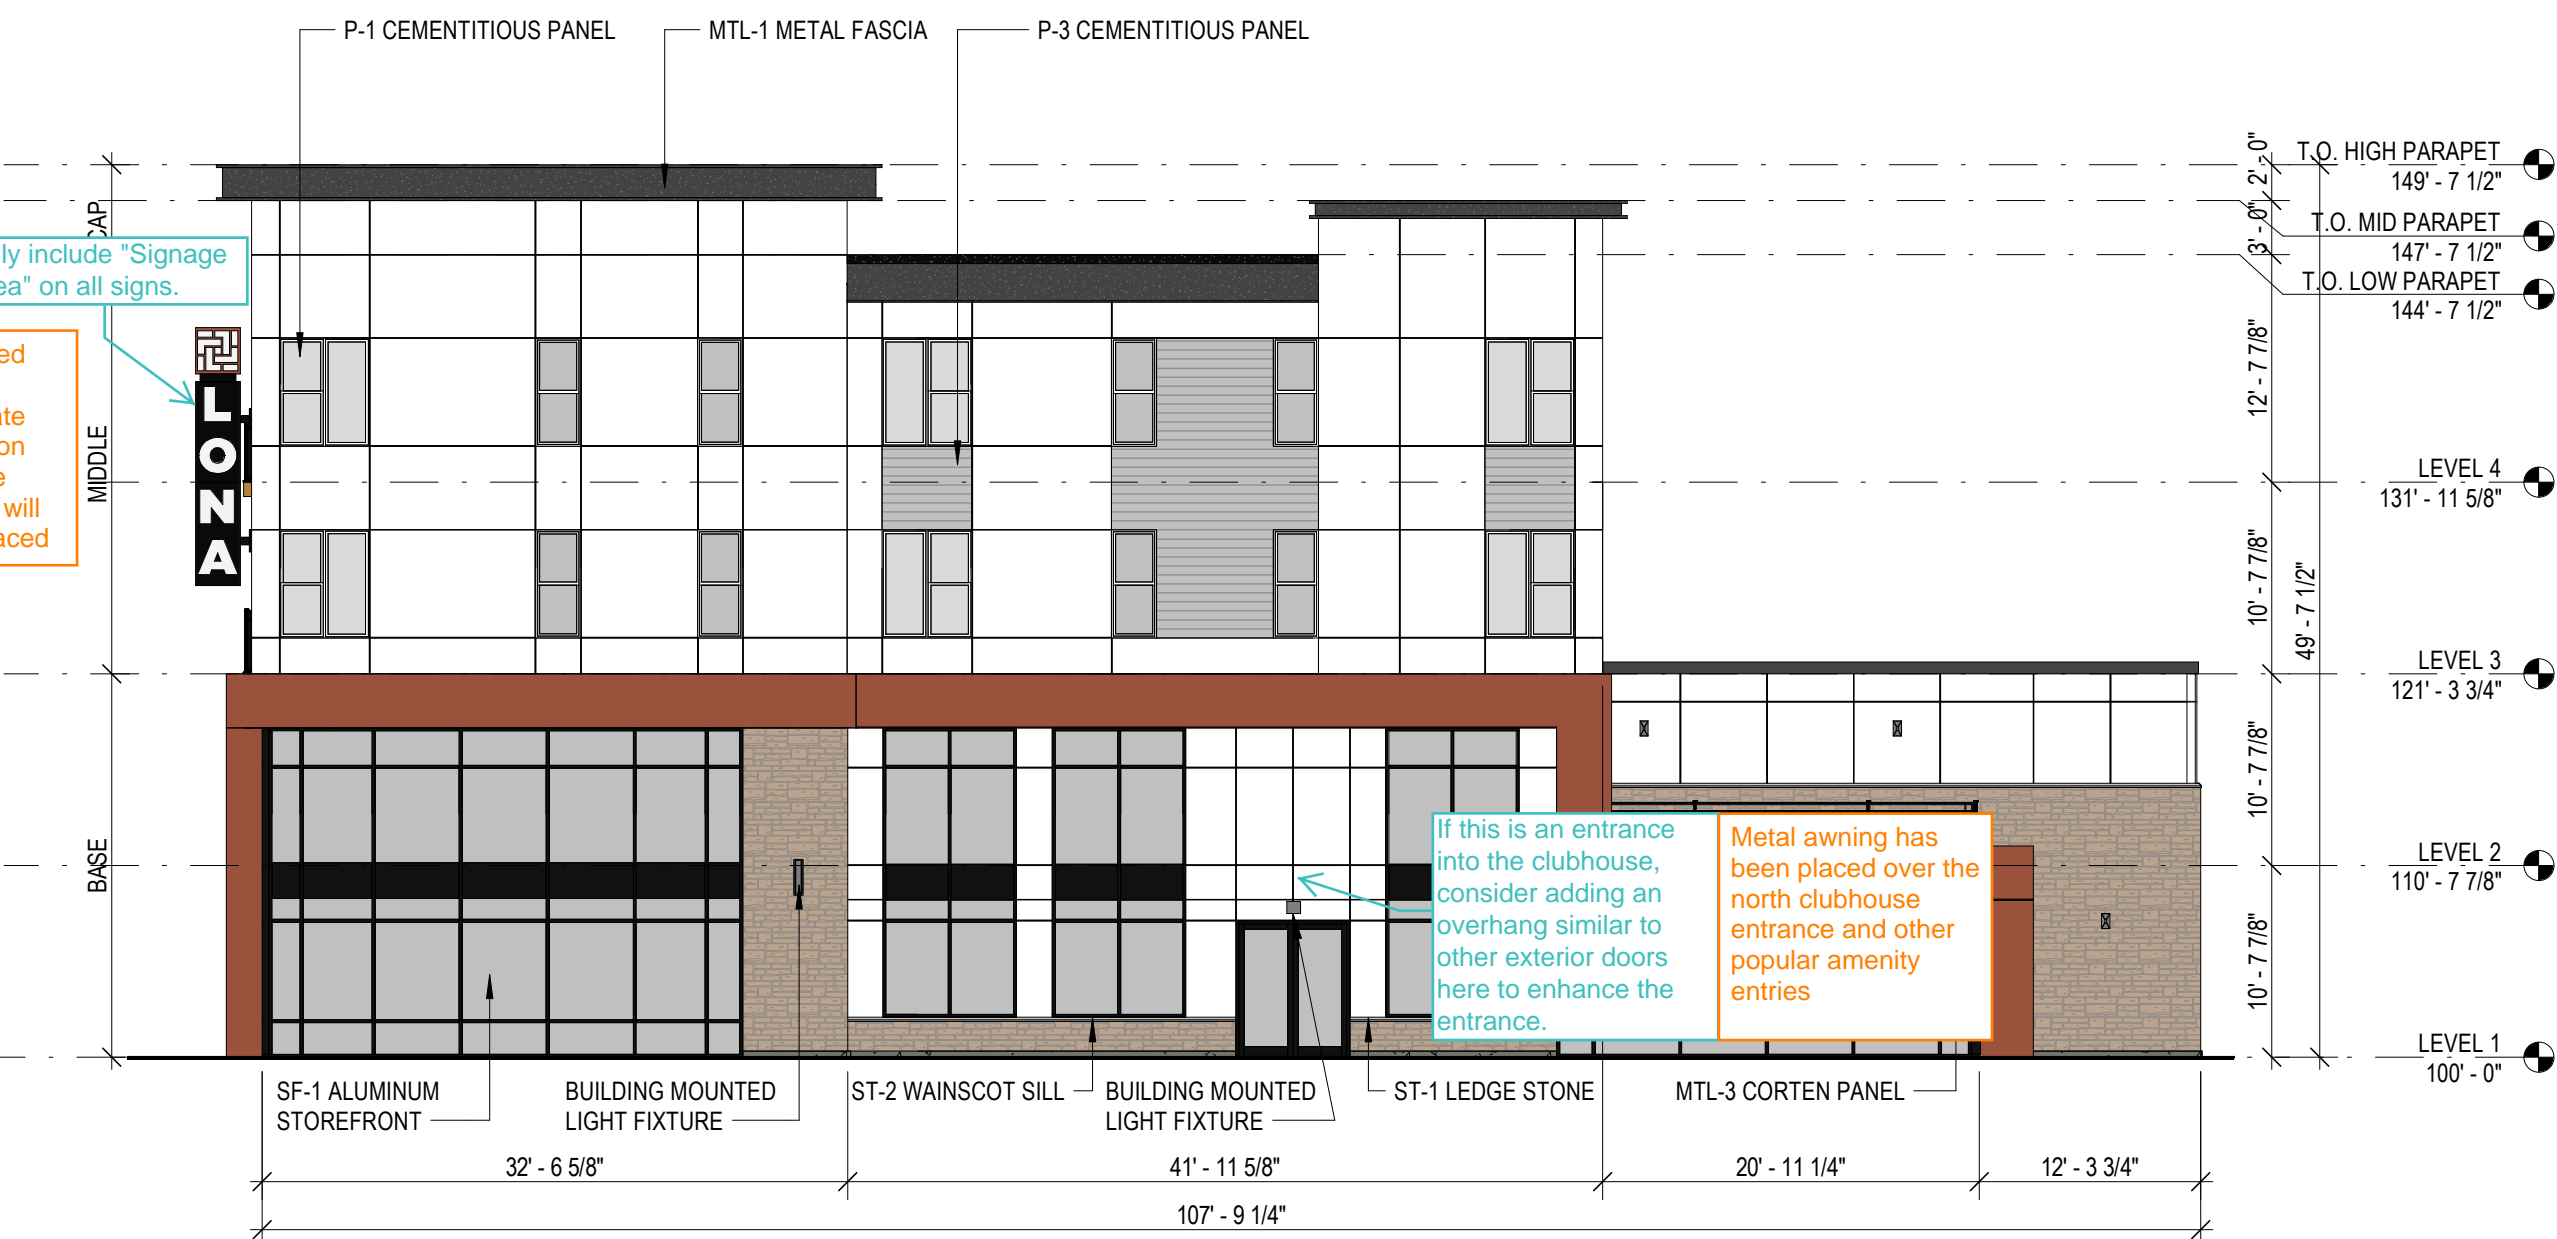 P-1 CEMENTITIOUS PANEL
MTL-1 METAL FASCIA
P-3 CEMENTITIOUS PANEL
T.O. HIGH PARAPET
149' - 7 1/2"
T.O. MID PARAPET
147' - 7 1/2"
T.O. LOW PARAPET
144' - 7 1/2"
LEVEL 4
131' - 11 5/8"
LEVEL 3
121' - 3 3/4"
LEVEL 2
110' - 7 7/8"
LEVEL 1
100' - 0"
2' - 0"
3' - 0"
12' - 7 7/8"
10' - 7 7/8"
10' - 7 7/8"
10' - 7 7/8"
49' - 7 1/2"
CAP
MIDDLE
BASE
ly include "Signage
ea" on all signs.
ed
ate
on
e
will
aced
LONA
If this is an entrance
into the clubhouse,
consider adding an
overhang similar to
other exterior doors
here to enhance the
entrance.
Metal awning has
been placed over the
north clubhouse
entrance and other
popular amenity
entries
SF-1 ALUMINUM
STOREFRONT
BUILDING MOUNTED
LIGHT FIXTURE
ST-2 WAINSCOT SILL
BUILDING MOUNTED
LIGHT FIXTURE
ST-1 LEDGE STONE
MTL-3 CORTEN PANEL
32' - 6 5/8"
41' - 11 5/8"
20' - 11 1/4"
12' - 3 3/4"
107' - 9 1/4"